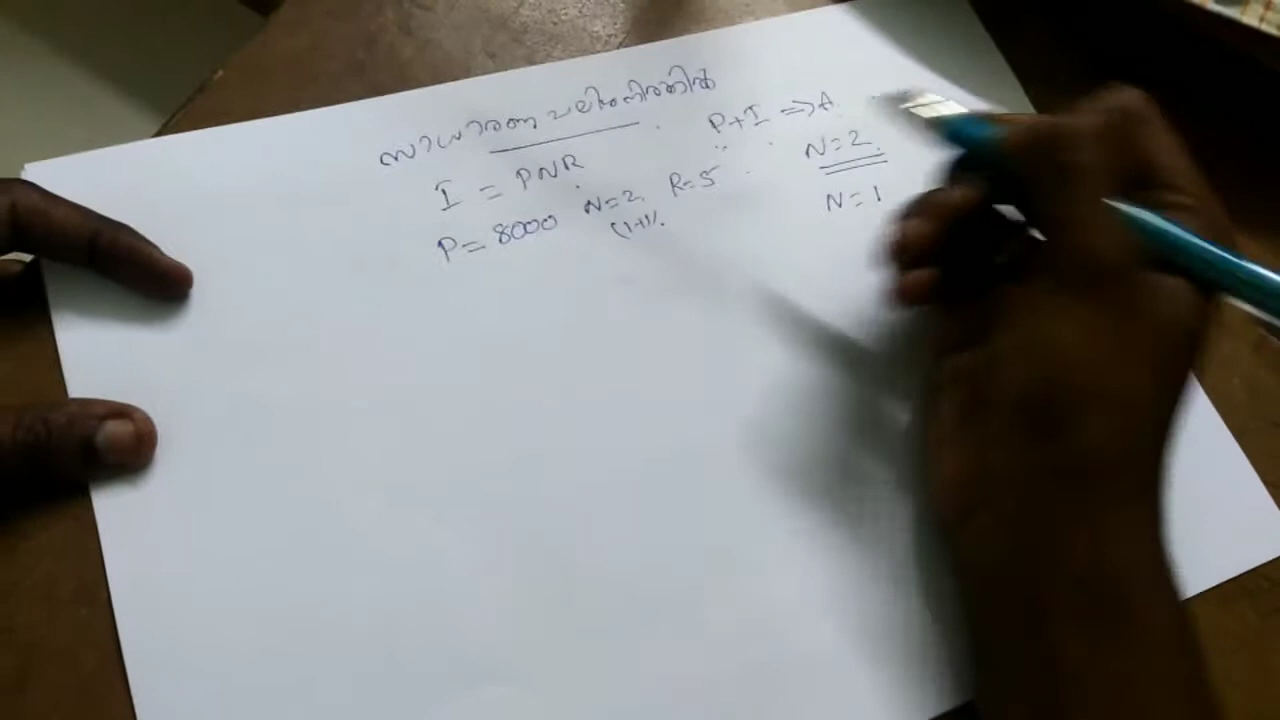 സാധാരണ പലിശനിരക്കിൽ
P+I ⇒ A
I = PNR
N=2
P = 8000 N=2, R=5
N=1
(1+1)